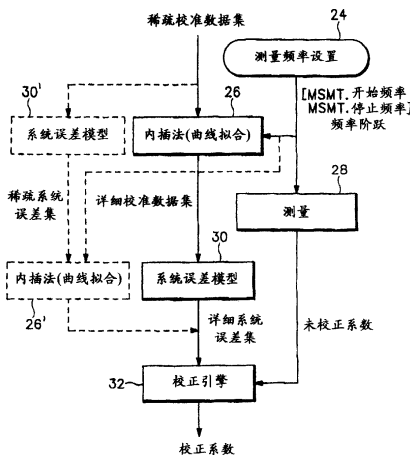 稀疏校准数据集
24
测量频率设置
30'
26
[MSMT.开始频率
MSMT.停止频率]
频率阶跃
系统误差模型
内插法(曲线拟合)
28
稀疏系统
误差集
详细校准数据集
测量
30
内插法(曲线拟合)
系统误差模型
26'
详细系统
误差集
未校正系数
32
校正引擎
校正系数